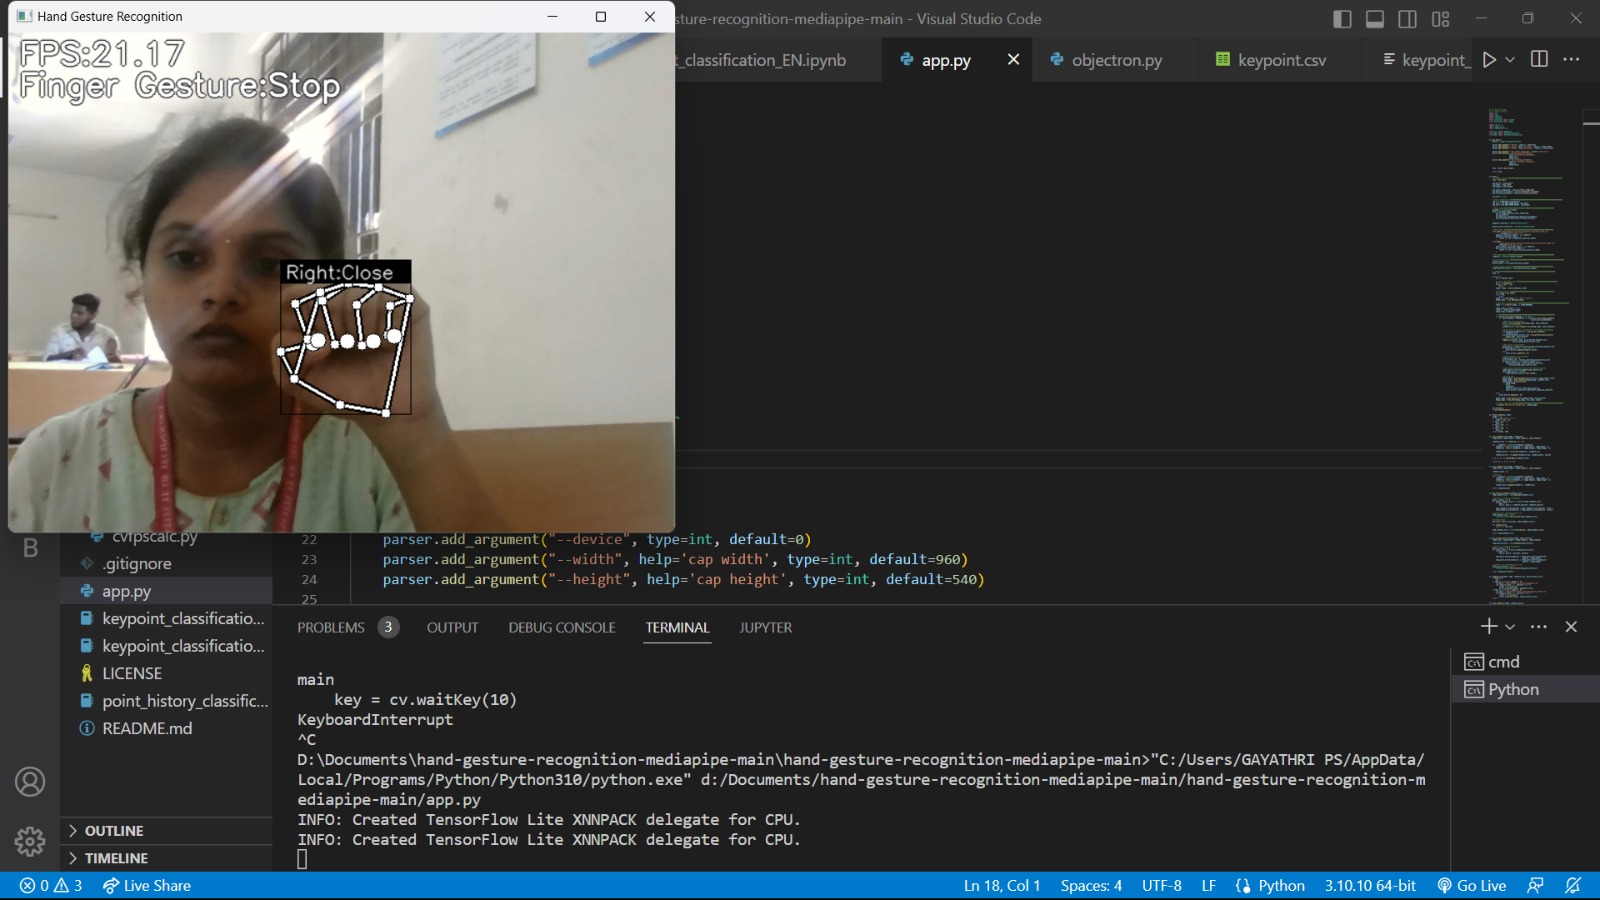 Hand Gesture Recognition
FPS:21.17
Finger Gesture:Stop
Right:Close
sture-recognition-mediapipe-main - Visual Studio Code
t_classification_EN.ipynb
app.py
objectron.py
keypoint.csv
keypoint_
cvfpscalc.py
.gitignore
app.py
keypoint_classificatio...
keypoint_classificatio...
LICENSE
point_history_classific...
README.md
OUTLINE
TIMELINE
22 parser.add_argument("--device", type=int, default=0)
23 parser.add_argument("--width", help='cap width', type=int, default=960)
24 parser.add_argument("--height", help='cap height', type=int, default=540)
25
PROBLEMS 3 OUTPUT DEBUG CONSOLE TERMINAL JUPYTER
main
key = cv.waitKey(10)
KeyboardInterrupt
^C
D:\Documents\hand-gesture-recognition-mediapipe-main\hand-gesture-recognition-mediapipe-main>"C:/Users/GAYATHRI PS/AppData/
Local/Programs/Python/Python310/python.exe" d:/Documents/hand-gesture-recognition-mediapipe-main/hand-gesture-recognition-m
ediapipe-main/app.py
INFO: Created TensorFlow Lite XNNPACK delegate for CPU.
INFO: Created TensorFlow Lite XNNPACK delegate for CPU.
cmd
Python
0 3 Live Share
Ln 18, Col 1 Spaces: 4 UTF-8 LF Python 3.10.10 64-bit Go Live